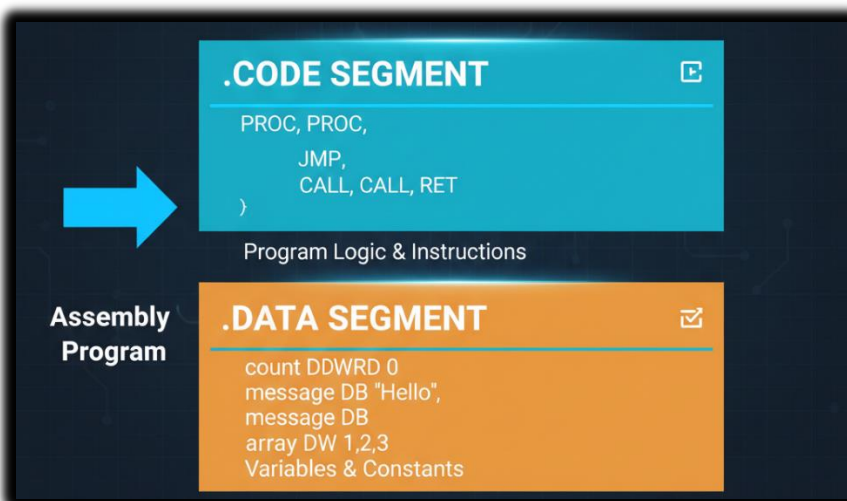 .CODE SEGMENT
PROC, PROC,
JMP,
CALL, CALL, RET
}
Program Logic & Instructions
Assembly
Program
.DATA SEGMENT
count DDWRD 0
message DB "Hello",
message DB
array DW 1,2,3
Variables & Constants